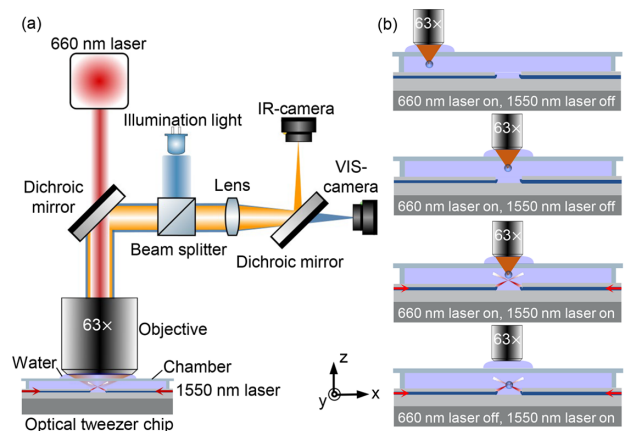 (a)
660 nm laser
Illumination light
IR-camera
VIS-
camera
Dichroic
mirror
Lens
Beam splitter
Dichroic mirror
63×
Objective
Water
Chamber
1550 nm laser
Optical tweezer chip
z
y
x
(b)
63×
660 nm laser on, 1550 nm laser off
63×
660 nm laser on, 1550 nm laser off
63×
660 nm laser on, 1550 nm laser on
63×
660 nm laser off, 1550 nm laser on